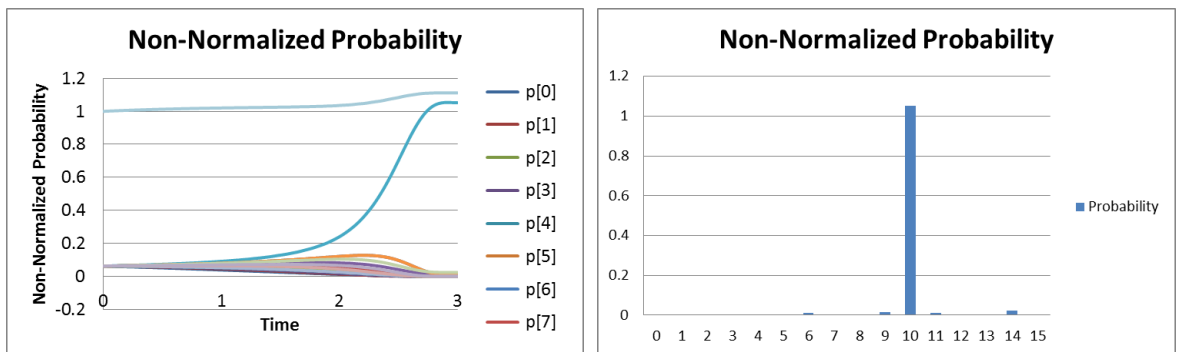 Non-Normalized Probability
Non-Normalized Probability
1.2
1
0.8
0.6
0.4
0.2
0
-0.2
0 1 2 3
Time
p[0]
p[1]
p[2]
p[3]
p[4]
p[5]
p[6]
p[7]
Non-Normalized Probability
1.2
1
0.8
0.6
0.4
0.2
0
0 1 2 3 4 5 6 7 8 9 10 11 12 13 14 15
Probability